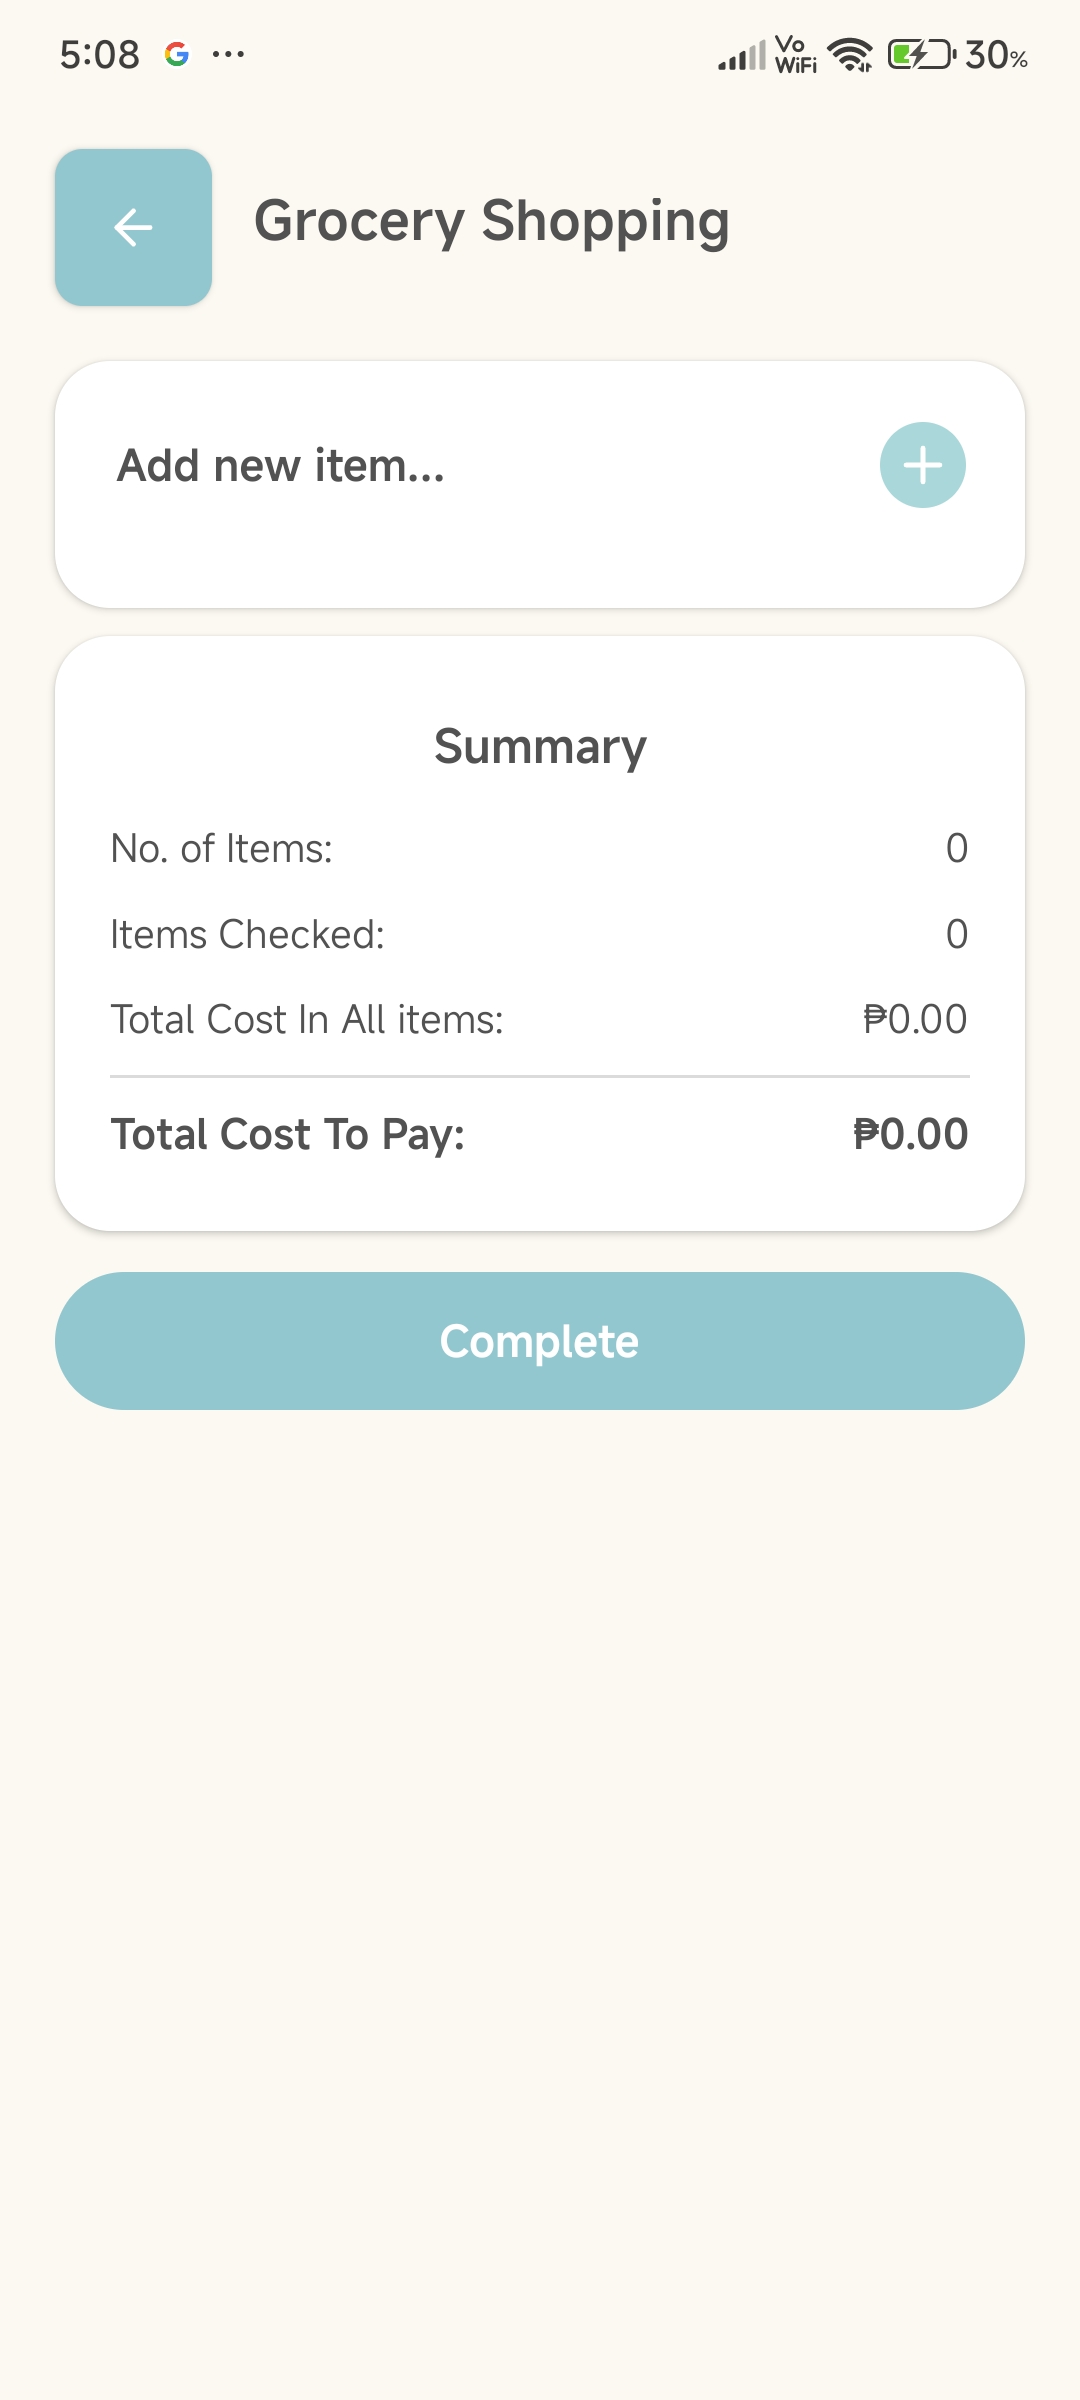 5:08 G ... Vo WiFi 30%
Grocery Shopping
Add new item...
Summary
No. of Items: 0
Items Checked: 0
Total Cost In All items: ₱0.00
Total Cost To Pay: ₱0.00
Complete